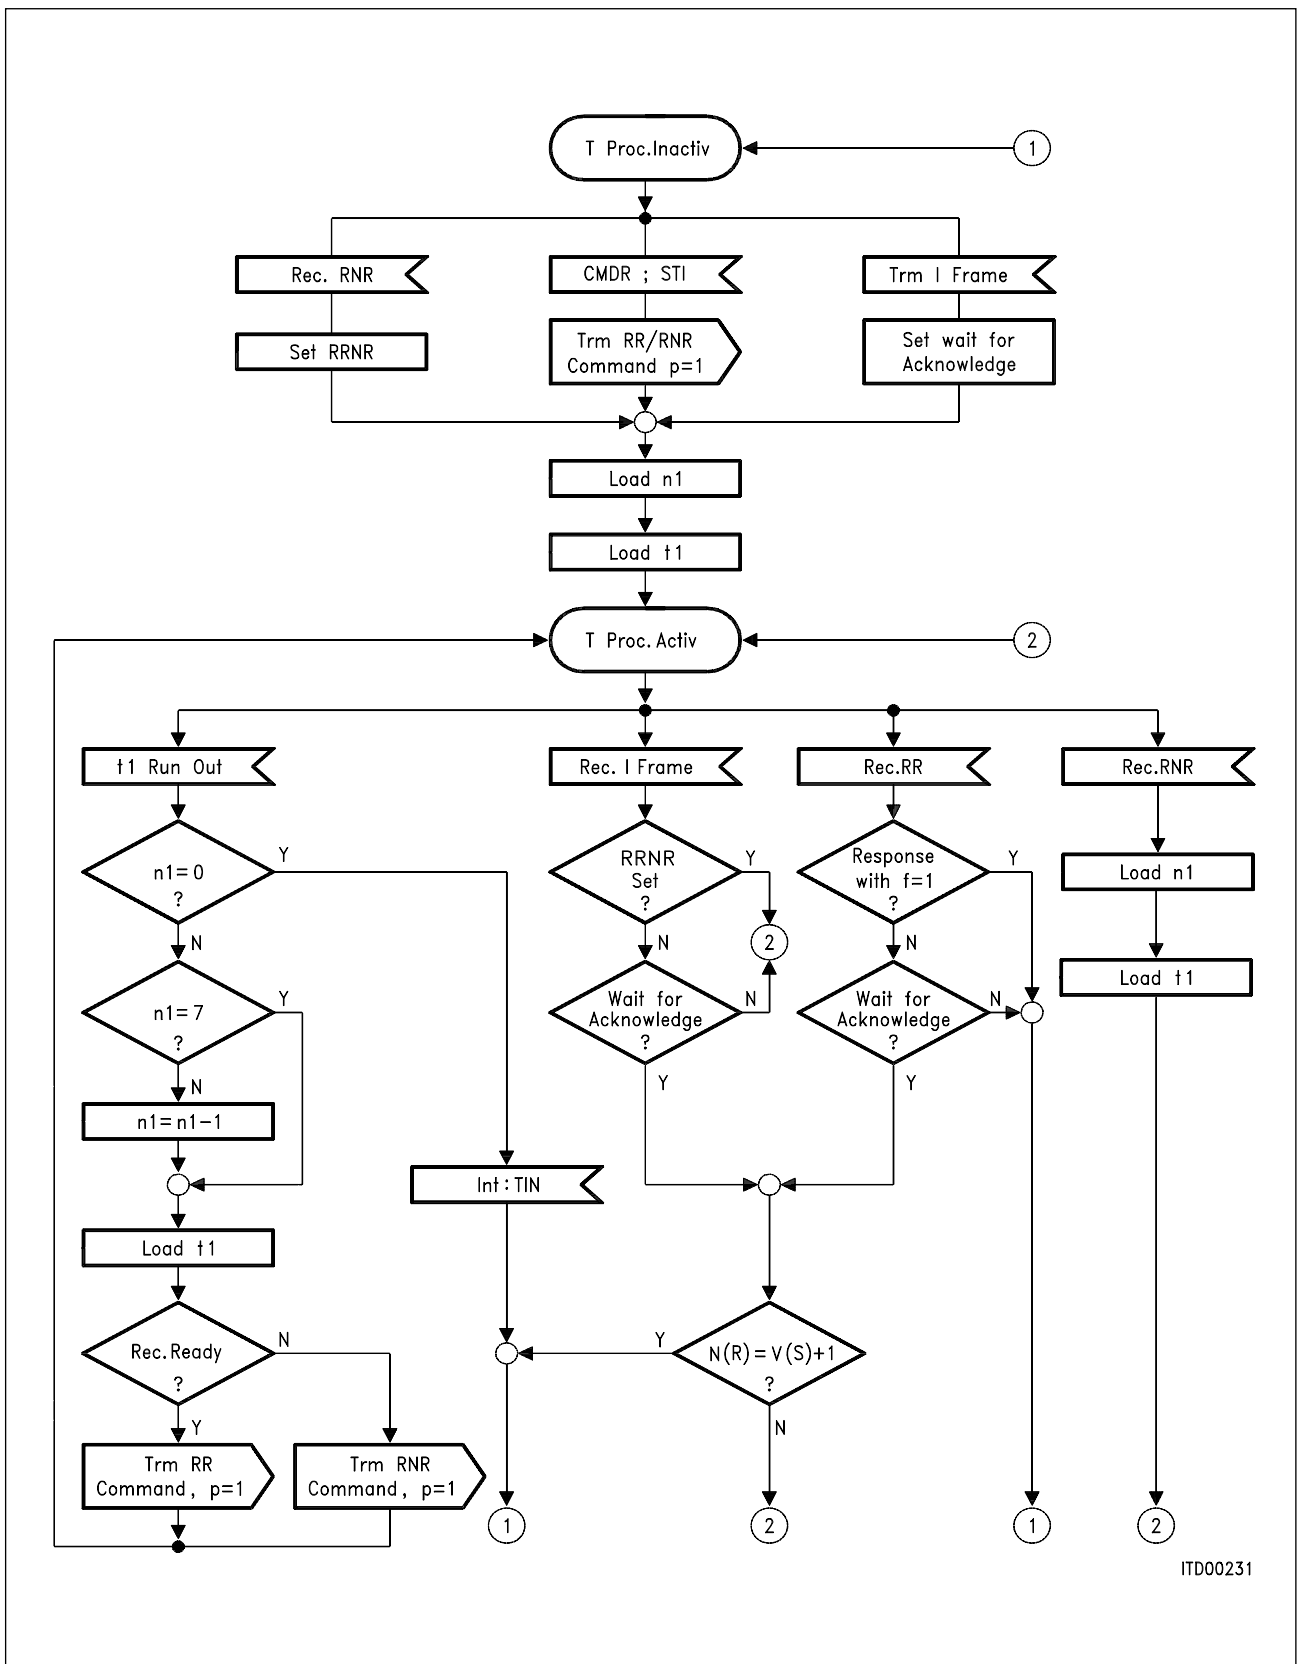 T Proc.Inactiv
1
Rec. RNR
CMDR ; STI
Trm I Frame
Set RRNR
Trm RR/RNR
Command p=1
Set wait for
Acknowledge
Load n1
Load t1
T Proc.Activ
2
t1 Run Out
Rec. I Frame
Rec.RR
Rec.RNR
n1=0
?
Y
N
RRNR
Set
?
Y
N
2
Response
with f=1
?
Y
N
Load n1
n1=7
?
Y
N
Wait for
Acknowledge
?
N
Y
Wait for
Acknowledge
?
N
Y
Load t1
n1=n1-1
Int:TIN
Load t1
Rec.Ready
?
N
Y
N(R)=V(S)+1
?
Y
N
Trm RR
Command, p=1
Trm RNR
Command, p=1
1
2
1
2
ITD00231